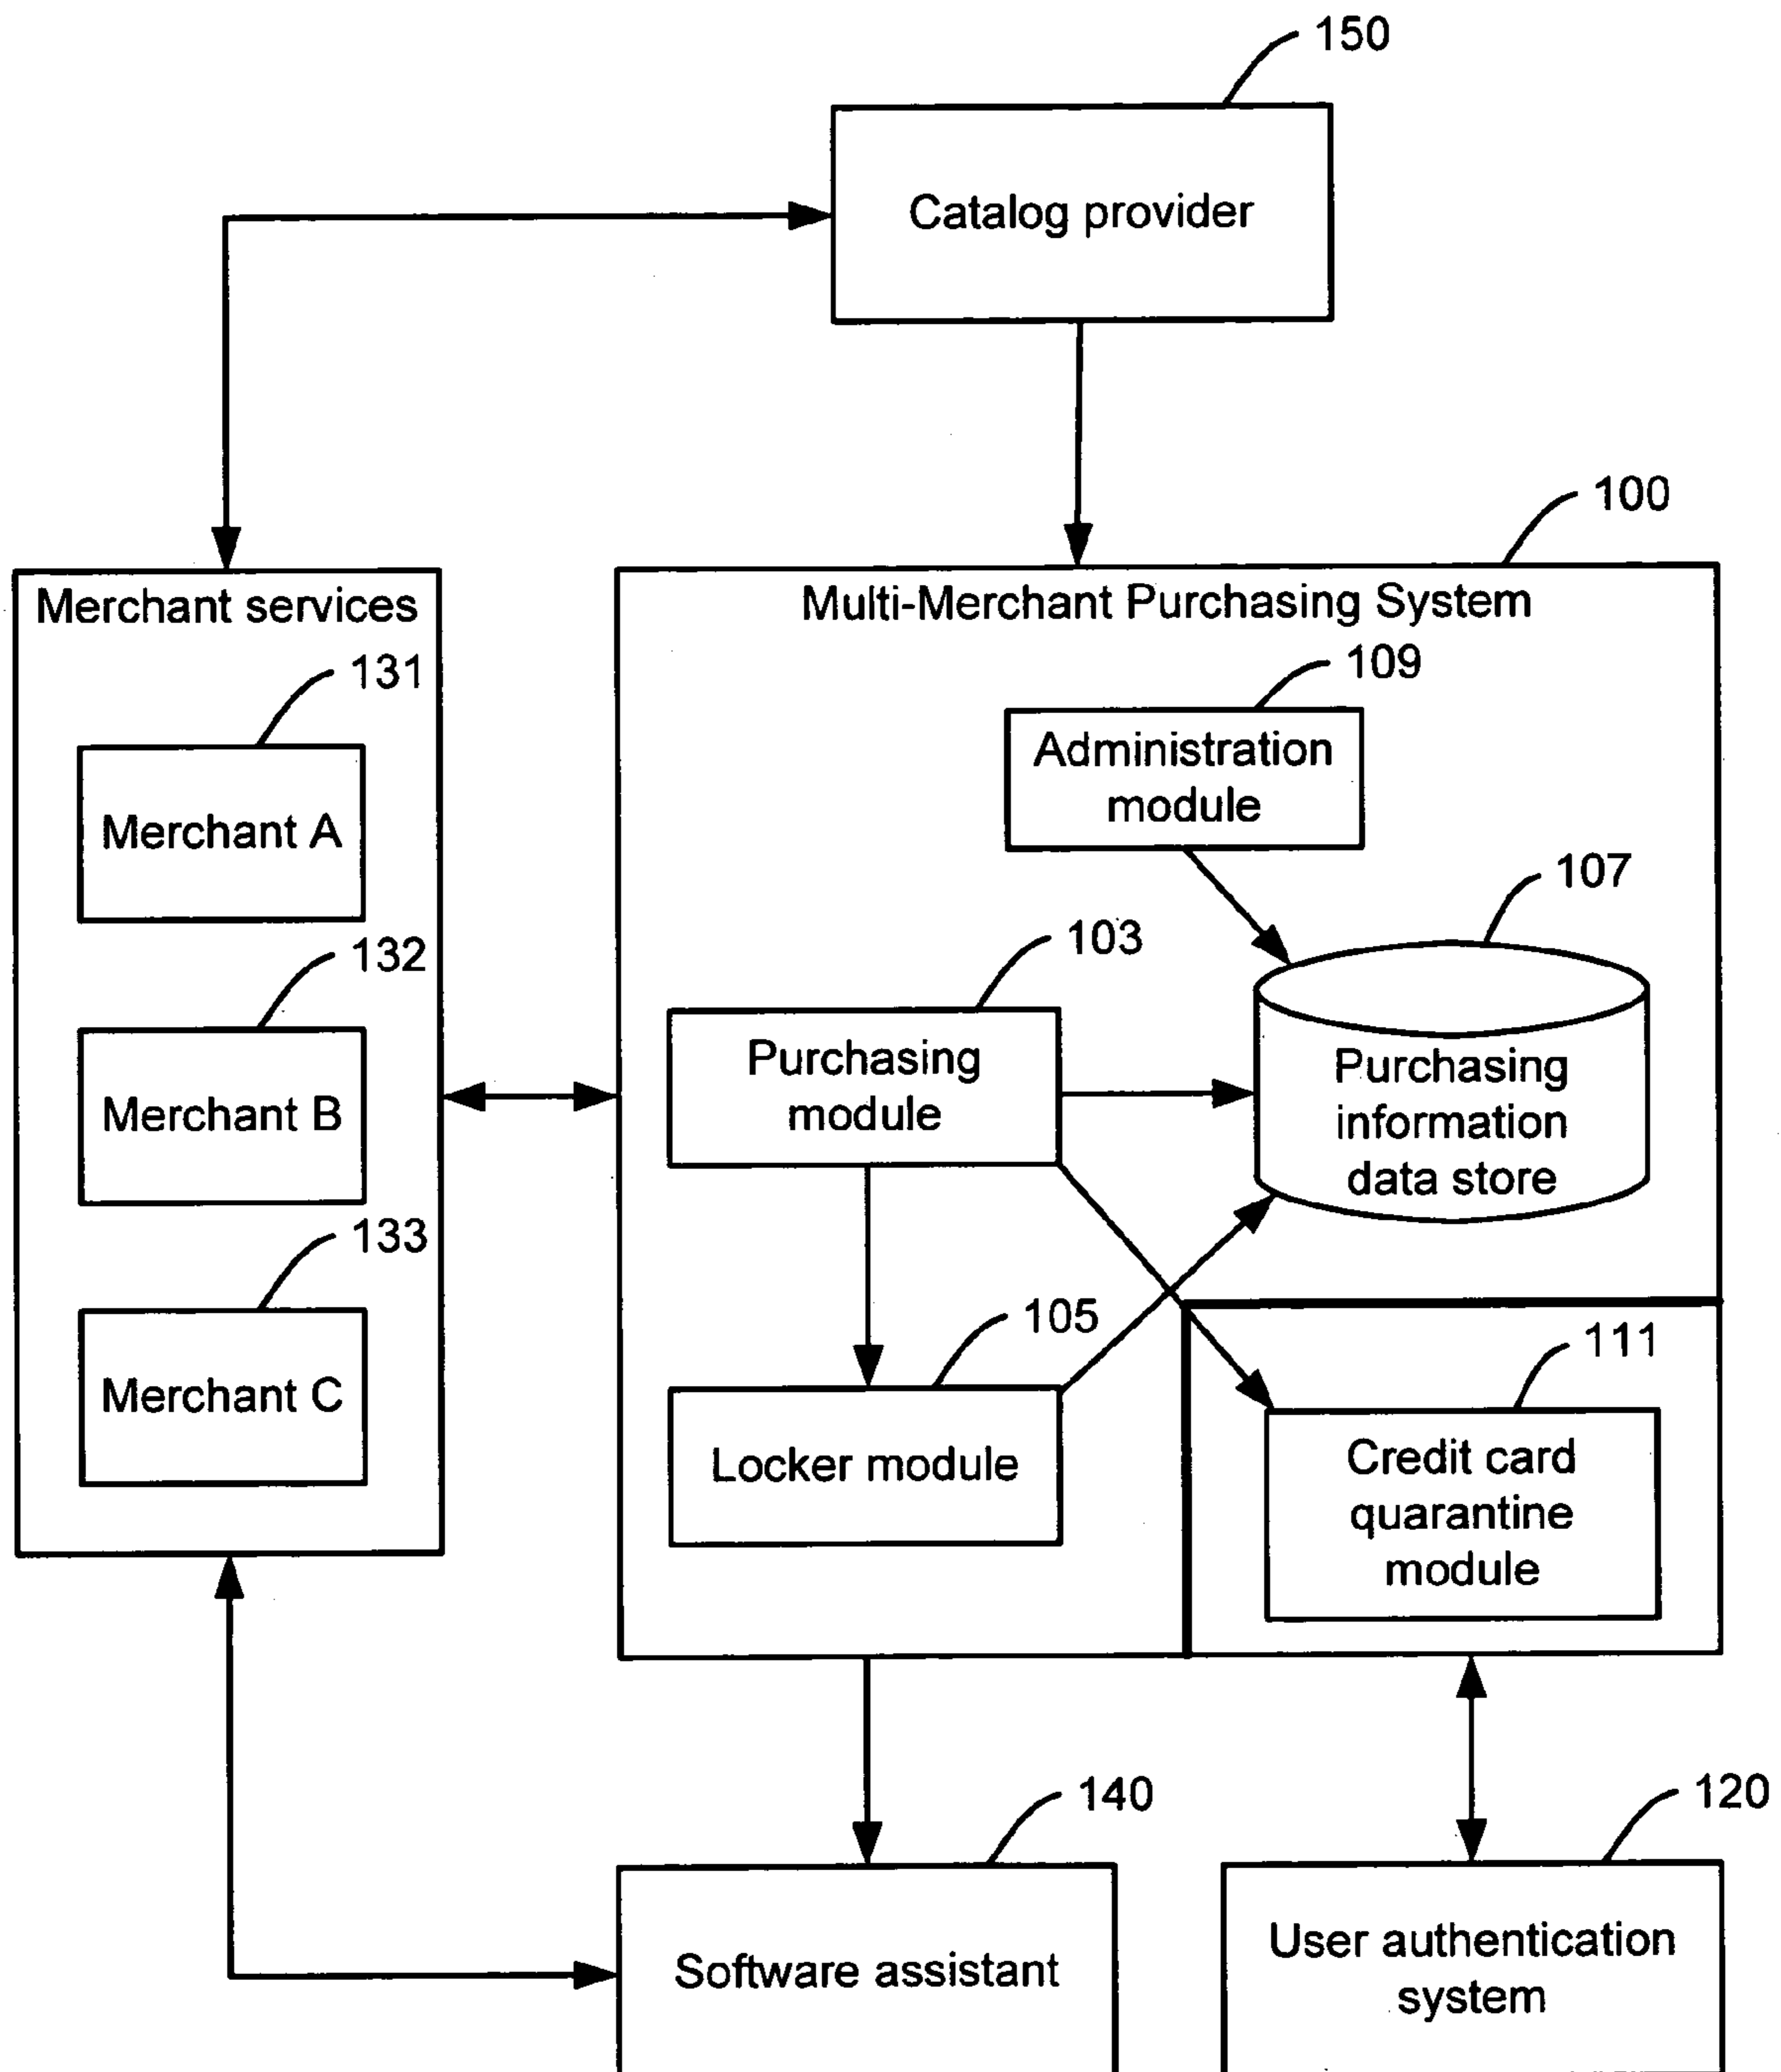 150
Catalog provider
100
Merchant services
Multi-Merchant Purchasing System
131
109
Merchant A
Administration
module
107
132
103
Merchant B
Purchasing
module
Purchasing
information
data store
133
105
111
Merchant C
Locker module
Credit card
quarantine
module
140
120
Software assistant
User authentication
system